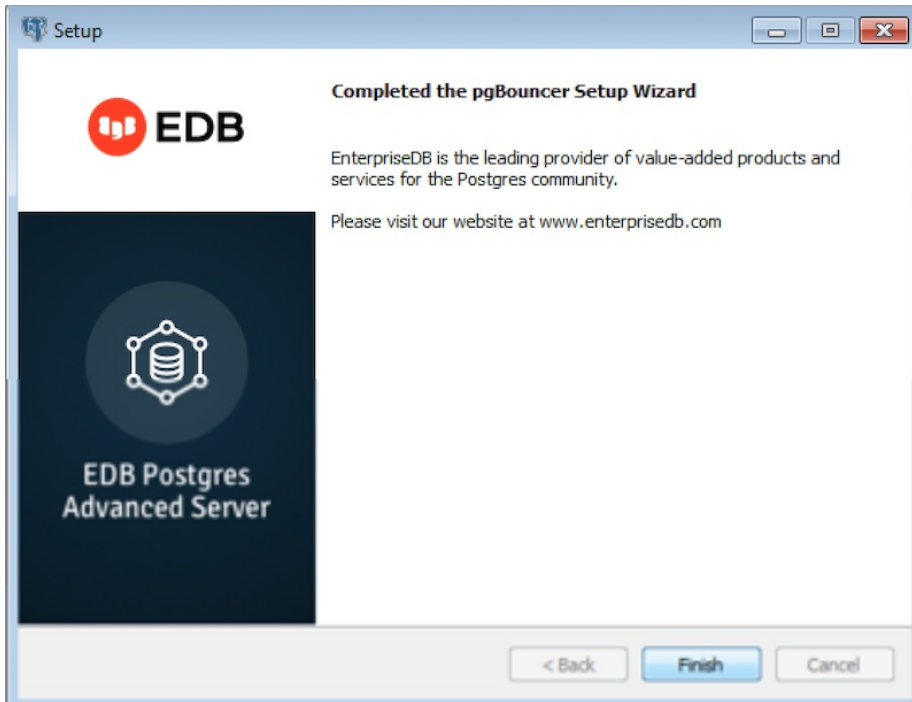 Setup
EDB
Completed the pgBouncer Setup Wizard
EnterpriseDB is the leading provider of value-added products and
services for the Postgres community.
Please visit our website at www.enterprisedb.com
EDB Postgres
Advanced Server
< Back
Finish
Cancel